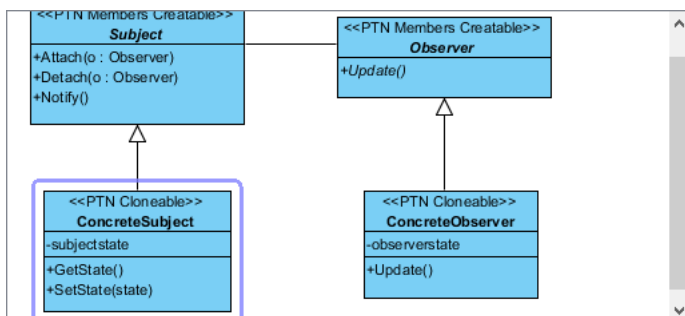 <<PTN Members Creatable>>
Subject
+Attach(o : Observer)
+Detach(o : Observer)
+Notify()
<<PTN Members Creatable>>
Observer
+Update()
<<PTN Cloneable>>
ConcreteSubject
-subjectstate
+GetState()
+SetState(state)
<<PTN Cloneable>>
ConcreteObserver
-observerstate
+Update()